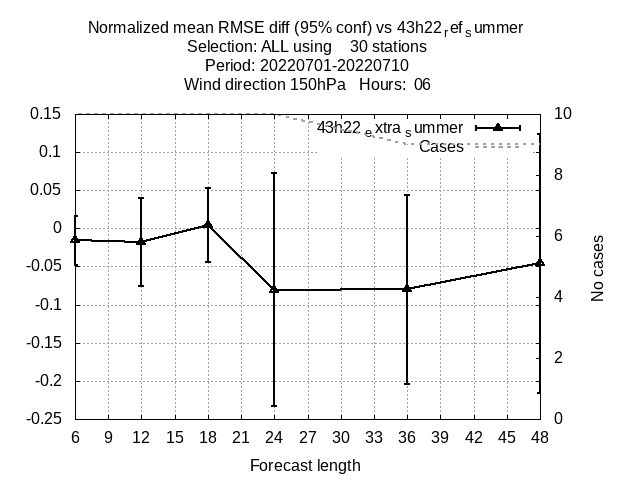 Normalized mean RMSE diff (95% conf) vs 43h22_ref_summer
Selection: ALL using 30 stations
Period: 20220701-20220710
Wind direction 150hPa Hours: 06
43h22_extra_summer
Cases
0.15
0.1
0.05
0
-0.05
-0.1
-0.15
-0.2
-0.25
10
8
6
4
2
0
No cases
6 9 12 15 18 21 24 27 30 33 36 39 42 45 48
Forecast length